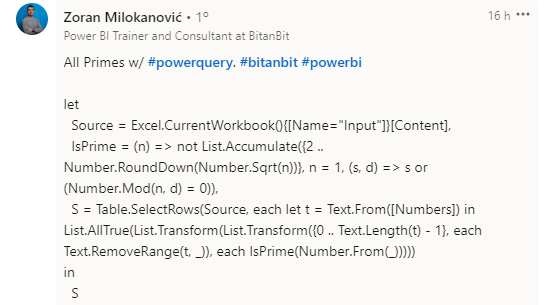 Zoran Milokanović • 1º
16 h •••
Power BI Trainer and Consultant at BitanBit
All Primes w/ #powerquery. #bitanbit #powerbi
let
Source = Excel.CurrentWorkbook(){[Name="Input"]}[Content],
IsPrime = (n) => not List.Accumulate({2 ..
Number.RoundDown(Number.Sqrt(n))}, n = 1, (s, d) => s or
(Number.Mod(n, d) = 0)),
S = Table.SelectRows(Source, each let t = Text.From([Numbers]) in
List.AllTrue(List.Transform(List.Transform({0 .. Text.Length(t) - 1}, each
Text.RemoveRange(t, _)), each IsPrime(Number.From(_)))))
in
S